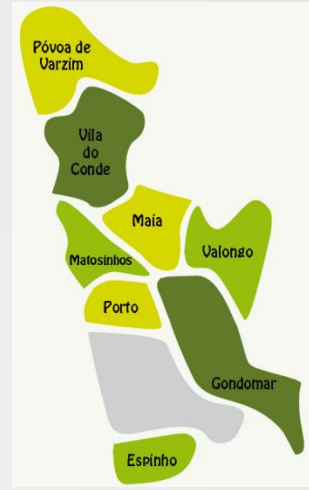 Póvoa de
Varzim
Vila
do
Conde
Maia
Valongo
Matosinhos
Porto
Gondomar
Espinho